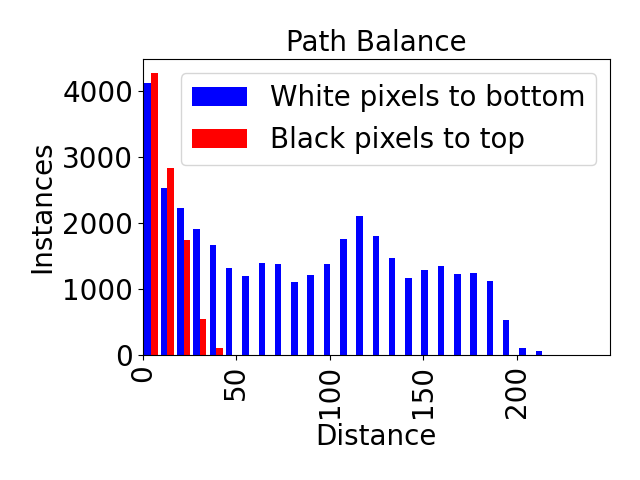 Path Balance
White pixels to bottom
Black pixels to top
Instances
4000
3000
2000
1000
0
0
50
100
150
200
Distance